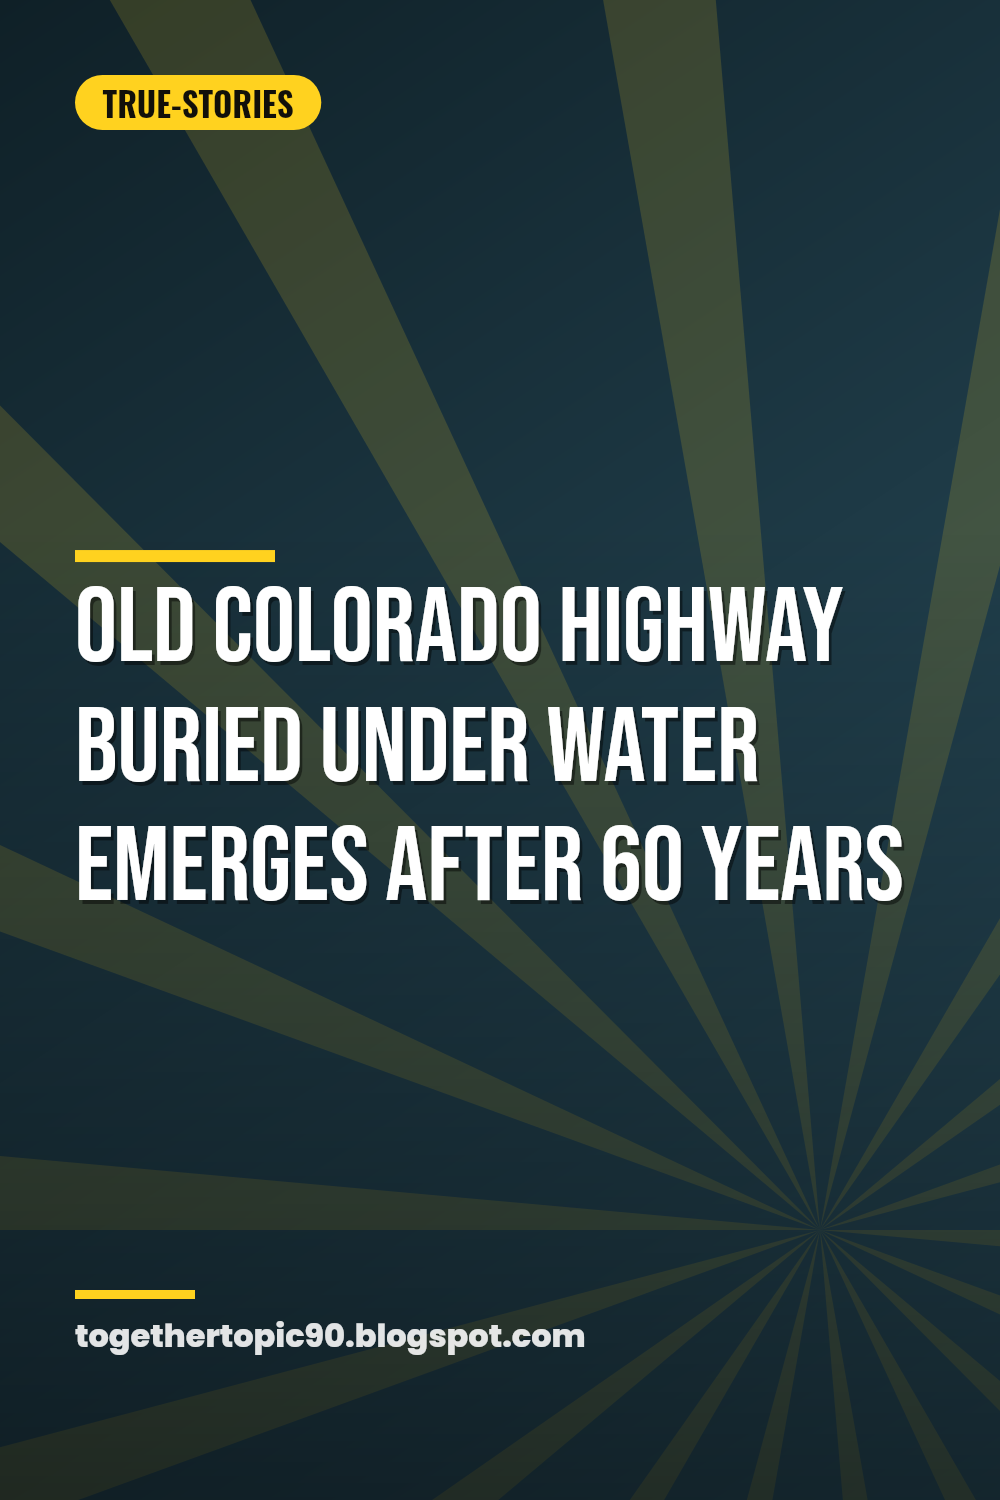 TRUE-STORIES
OLD COLORADO HIGHWAY
BURIED UNDER WATER
EMERGES AFTER 60 YEARS
togethertopic90.blogspot.com